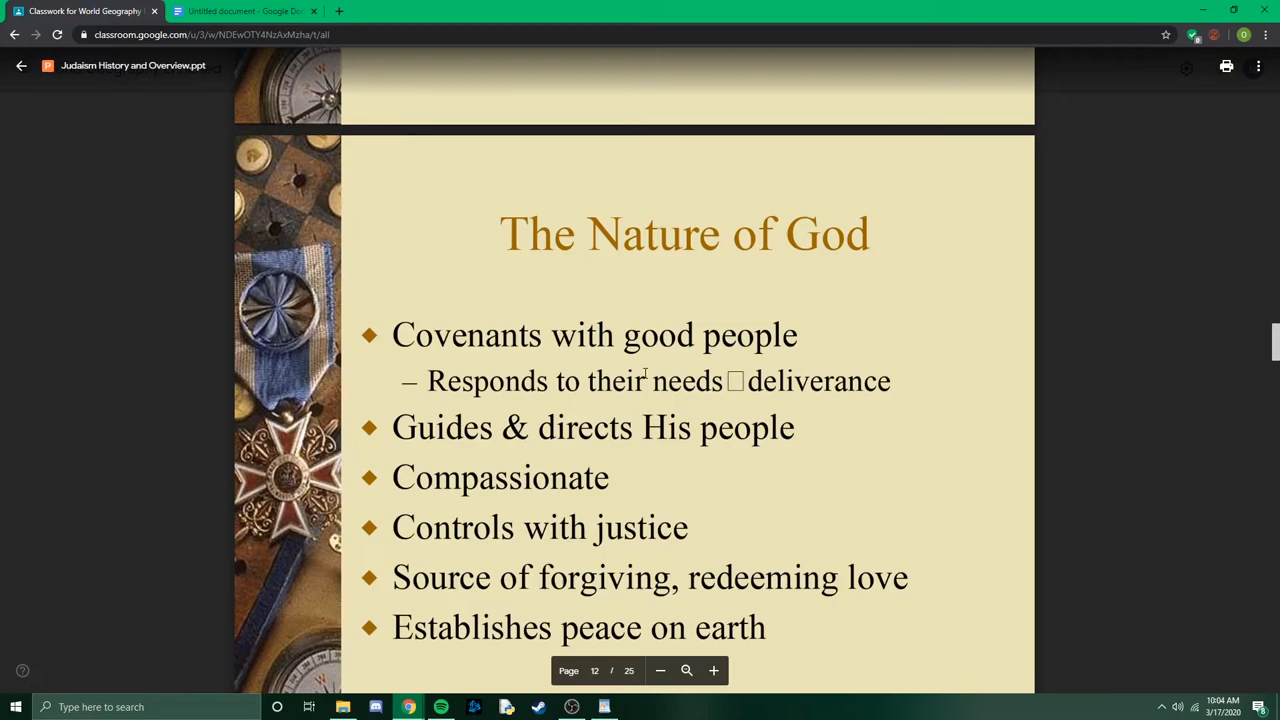 Classwork for World Geography
Untitled document - Google Doc
classroom.google.com/u/3/w/NDEwOTY4NzAxMzha/t/all
Judaism History and Overview.ppt
The Nature of God
Covenants with good people
– Responds to their needs□deliverance
Guides & directs His people
Compassionate
Controls with justice
Source of forgiving, redeeming love
Establishes peace on earth
Page 12 / 25
Type here to search
10:04 AM
3/17/2020